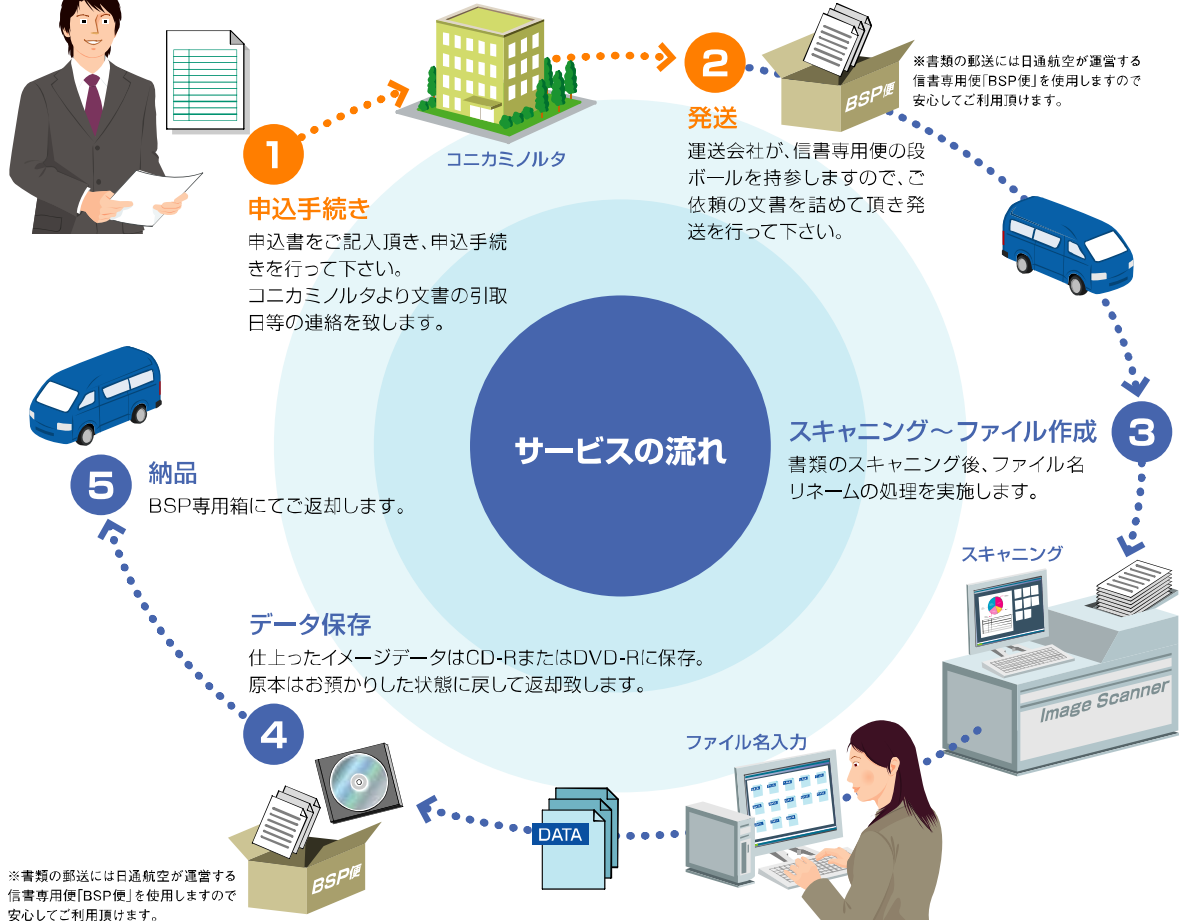 1
申込手続き
申込書をご記入頂き、申込手続
きを行って下さい。
コニカミノルタより文書の引取
日等の連絡を致します。
コニカミノルタ
2
発送
運送会社が、信書専用便の段
ボールを持参しますので、ご
依頼の文書を詰めて頂き発
送を行って下さい。
BSP便
※書類の郵送には日通航空が運営する
信書専用便｢BSP便｣を使用しますので
安心してご利用頂けます。
サービスの流れ
3
スキャニング～ファイル作成
書類のスキャニング後、ファイル名
リネームの処理を実施します。
スキャニング
Image Scanner
ファイル名入力
DATA
4
データ保存
仕上ったイメージデータはCD-RまたはDVD-Rに保存。
原本はお預かりした状態に戻して返却致します。
BSP便
※書類の郵送には日通航空が運営する
信書専用便｢BSP便｣を使用しますので
安心してご利用頂けます。
5
納品
BSP専用箱にてご返却します。